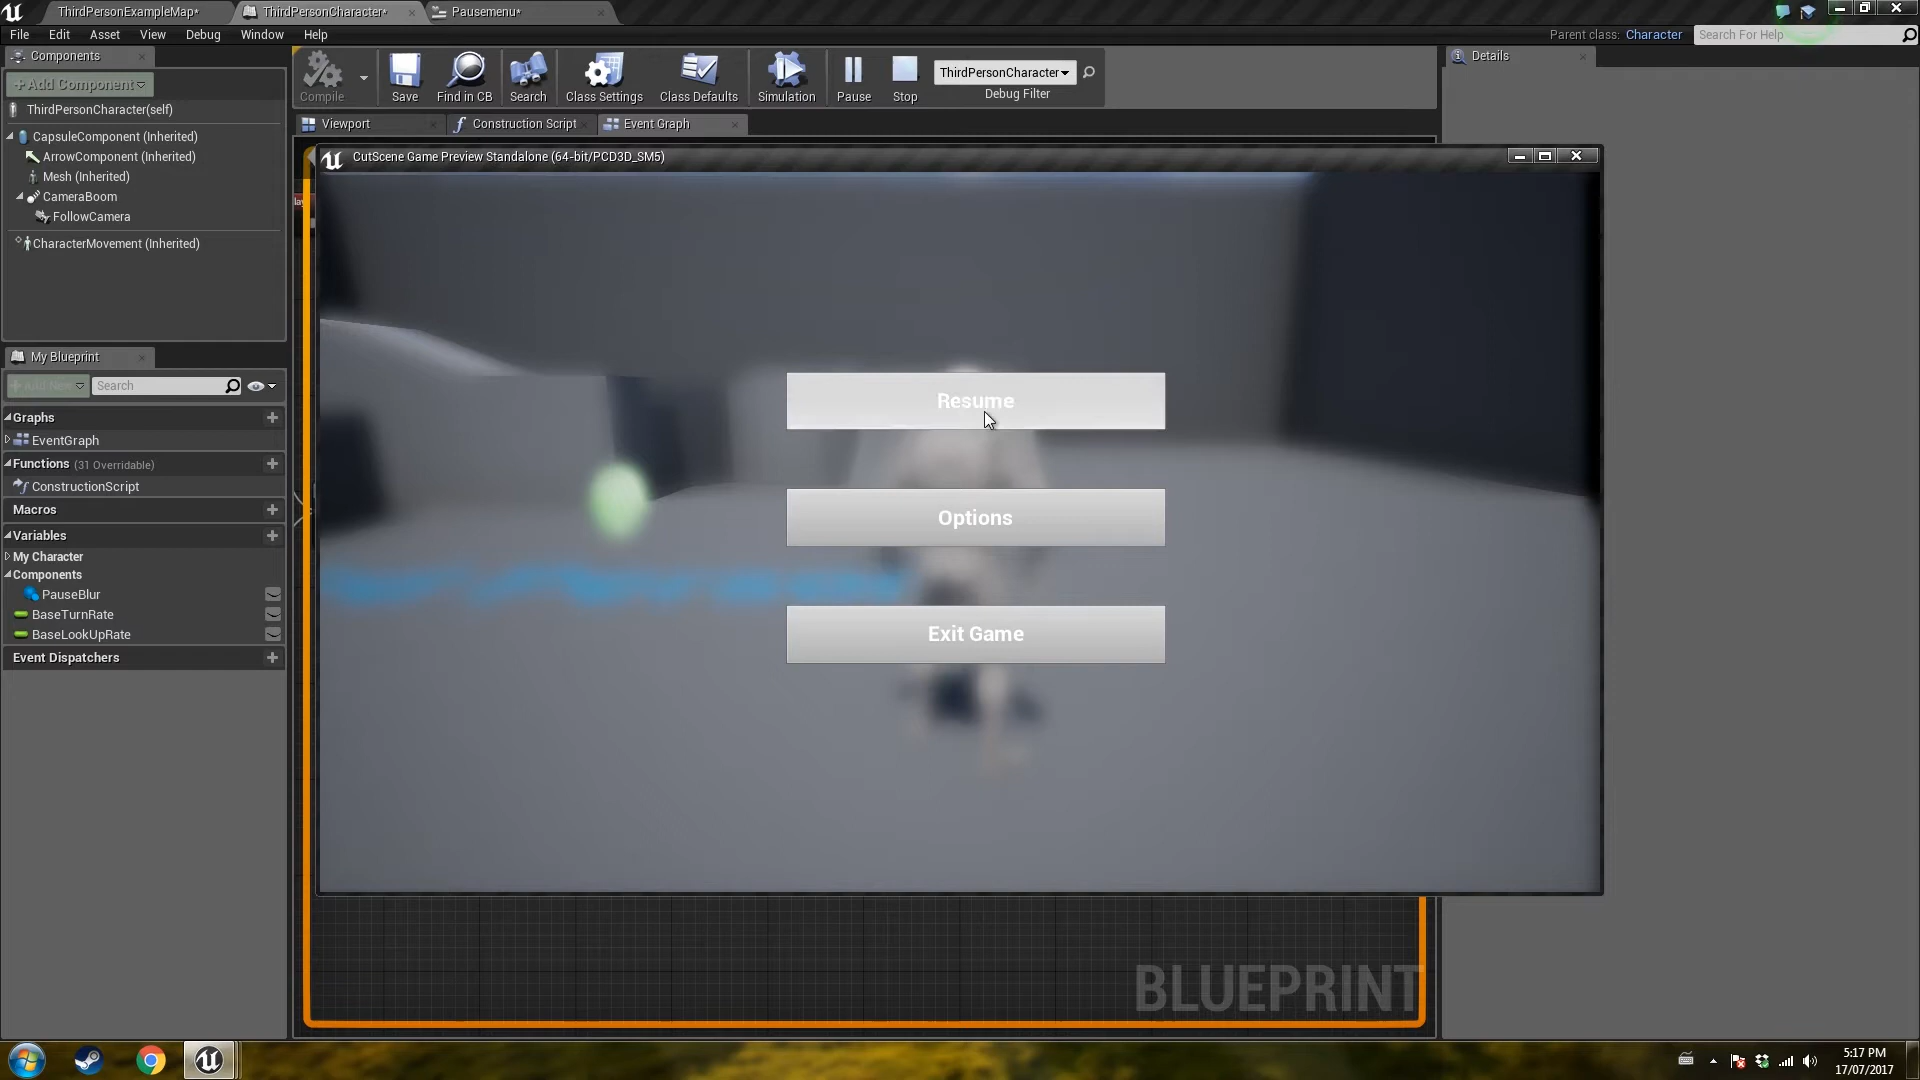 ThirdPersonExampleMap*
ThirdPersonCharacter*
Pausemenu*
File Edit Asset View Debug Window Help
Parent class: Character
Search For Help
Components
+Add Component
ThirdPersonCharacter(self)
CapsuleComponent (Inherited)
ArrowComponent (Inherited)
Mesh (Inherited)
CameraBoom
FollowCamera
CharacterMovement (Inherited)
My Blueprint
+Add New
Search
Graphs
EventGraph
Functions (31 Overridable)
ConstructionScript
Macros
Variables
My Character
Components
PauseBlur
BaseTurnRate
BaseLookUpRate
Event Dispatchers
Compile
Save
Find in CB
Search
Class Settings
Class Defaults
Simulation
Pause
Stop
ThirdPersonCharacter
Debug Filter
Viewport
Construction Script
Event Graph
Details
CutScene Game Preview Standalone (64-bit/PCD3D_SM5)
Resume
Options
Exit Game
BLUEPRINT
5:17 PM
17/07/2017